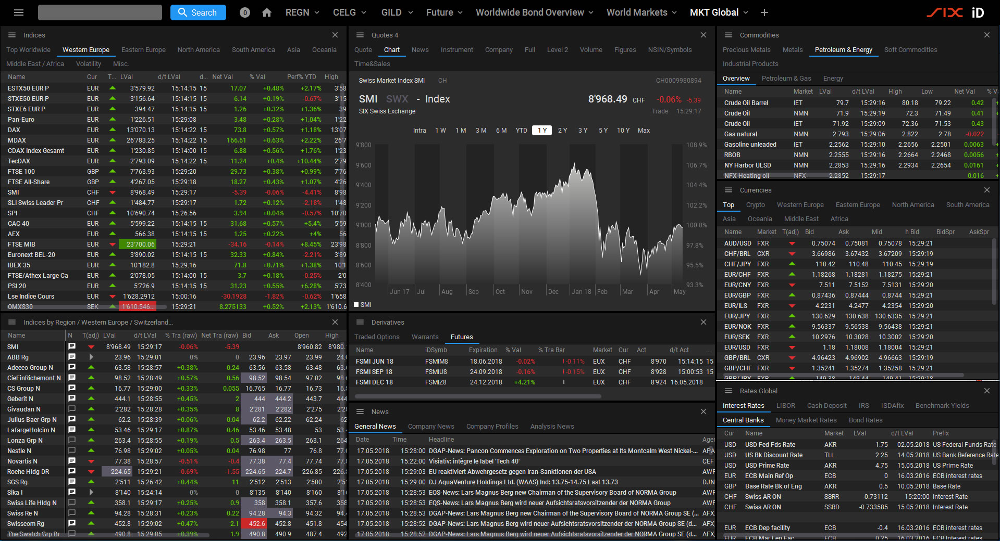 Search 0 REGN CELG GILD Future Worldwide Bond Overview World Markets MKT Global SIX iD
Indices
Top Worldwide Western Europe Eastern Europe North America South America Asia Oceania
Middle East / Africa Volatility Misc.
Name Cur T... LVal d/t LVal d... Net Val % Val Perf% YTD High
ESTX50 EUR P EUR 3'579.92 15:14:15 15 17.07 +0.48% +2.17% 3'58
STXE50 EUR P EUR 3'156.64 15:14:15 15 6.14 +0.19% -0.67% 3'15
STXE6 EUR P EUR 394.47 15:14:15 15 1.26 +0.32% +1.36% 39
Pan-Euro EUR 1'226.51 15:29:08 3.48 +0.28% +1.04% 1'22
DAX EUR 13'070.13 15:14:22 15 73.8 +0.57% +1.18% 13'07
MDAX EUR 26'783.25 15:14:22 15 166.61 +0.63% +2.22% 26'7
CDAX Index Gesamt EUR 1'230.85 15:14:00 15 6.88 +0.56% +1.76% 1'23
TecDAX EUR 2'793.09 15:14:22 15 11.24 +0.4% +10.44% 2'79
FTSE 100 GBP 7'763.93 15:29:20 29.73 +0.38% +0.99% 7'76
FTSE All-Share GBP 4'267.05 15:29:18 18.27 +0.43% +1.07% 4'26
SMI CHF 8'968.49 15:29:17 -5.39 -0.06% -4.41% 8'98
SLI Swiss Leader Pr CHF 1'484.77 15:29:17 1.72 +0.12% -2.18% 1'48
SPI CHF 10'690.74 15:26:56 3.94 +0.04% -0.57% 10'70
CAC 40 EUR 5'599.22 15:14:15 15 31.68 +0.57% +5.4% 5'59
AEX EUR 566.38 15:14:15 15 1.25 +0.22% +4% 56
FTSE MIB EUR 23'700.06 15:29:21 -34.16 -0.14% +8.45% 23'98
Euronext BEL-20 EUR 3'890.02 15:14:15 15 32.33 +0.84% -2.21% 3'89
IBEX 35 EUR 10'182.8 15:29:16 71.8 +0.71% +1.38% 10'1
FTSE/Athex Large Ca EUR 2'078.05 15:14:00 15 3.7 +0.18% -0.25% 2'0
PSI 20 EUR 5'726.9 15:14:15 15 31.23 +0.55% +6.28% 5'73
Lse Indice Cours EUR 1'628.2912 15:00:16 -30.1928 -1.82% -0.62% 1'658
OMXS30 SEK 1'610.546... 15:29:21 8.275133 +0.52% +2.13% 1'610.6
Indices by Region / Western Europe / Switzerland...
Name N T(adj) LVal d/t LVal % Tra (raw) Net Tra (raw) Bid Ask Open High
SMI 8'968.49 15:29:17 -0.06% -5.39 8'960.82 8'980.
ABB Rg 23.96 15:29:01 0% 0 23.96 23.97 23.99 24.0
Adecco Group N 63.58 15:28:57 +0.38% 0.24 63.56 63.58 63.48 63.
CieFinRichemont N 98.52 15:28:49 +0.57% 0.56 98.52 98.54 97.02 98.
CS Group N 16.77 15:29:00 +0.33% 0.055 16.765 16.77 16.73 16.
Geberit N 444.1 15:28:55 +0.45% 2 444 444.2 443.7 444
Givaudan N 2'282 15:28:28 +0.35% 8 2'281 2'282 2'275 2'2
Julius Baer Grp N 62.2 15:28:39 +0.06% 0.04 62.2 62.22 62.24 62.
LafargeHolcim N 53.46 15:29:17 +0.87% 0.46 53.46 53.48 53 53.4
Lonza Grp N 263.4 15:28:55 +0.19% 0.5 263.4 263.5 263.1 264
Nestle N 76.98 15:29:02 +0.05% 0.04 76.98 77 76.8 77.0
Novartis N 77.38 15:28:57 -0.51% -0.4 77.38 77.4 77.74 77.8
Roche Hldg DR 224.65 15:29:21 -0.69% -1.55 224.65 224.7 226.85 226.8
SGS Rg 2'511 15:26:42 +0.44% 11 2'512 2'513 2'500 2'51
Sika I 8'140 15:24:14 0% 0 8'135 8'140 8'160 8'1
Swiss Life Hldg N 358.1 15:29:17 +0.25% 0.9 358 358.1 357.6 358
Swiss Re N 94.28 15:28:31 +0.23% 0.22 94.28 94.3 94.32 94.
Swisscom Rg 452.8 15:29:02 +0.47% 2.1 452.6 452.8 451.8 454
The Swatch Grp Br 490.8 15:29:05 +0.39% 1.9 490.8 490.9 487.4 492
Quotes 4
Quote Chart News Instrument Company Full Level 2 Volume Figures NSIN/Symbols
Time&Sales
Swiss Market Index SMI CH CH0009980894
SMI SWX - Index 8'968.49 CHF -0.06% -5.39
SIX Swiss Exchange Trade 15:29:17
Intra 1 W 1 M 3 M 6 M YTD 1 Y 2 Y 3 Y 5 Y 10 Y Max
9'800 108.9%
9'600 106.7%
9'400 104.4%
9'200 102.2%
9'000 100.0%
8'800 97.8%
8'600 95.5%
8'400 93.3%
Jun 17 Jul Aug Sep Oct Nov Dec Jan 18 Feb Mar Apr May
SMI
Derivatives
Traded Options Warrants Futures
Name iDSymb Expiration % Val % Tra Bar Market Cur Act d/t Act ...
FSMI JUN 18 FSMIM8 18.06.2018 -0.02% -0.11% EUX CHF 8'970 15:14:15 15
FSMI SEP 18 FSMIU8 24.09.2018 -0.16% -0.15% EUX CHF 8'928 15:00:53 15
FSMI DEC 18 FSMIZ8 24.12.2018 +4.21% EUX CHF 8'924 16.05.2018
News
General News Company News Company Profiles Analysis News
Date Time Headline Agen
17.05.2018 15:28:00 DGAP-News: Pancon Commences Exploration on Two Properties at Its Montcalm West Nickel-... APA
17.05.2018 15:22:00 Visiativ: intègre le label 'Tech 40' CEF
17.05.2018 15:29:03 EU reaktiviert Abwehrgesetz gegen Iran-Sanktionen der USA AWF
17.05.2018 15:29:00 DJ AquaVenture Holdings Ltd. (WAAS) Ind: 13.75-14.75 Last 13.73 DJN
17.05.2018 15:28:53 EQS-News: Lars Magnus Berg new Chairman of the Supervisory Board of NORMA Group AWF
17.05.2018 15:28:53 EQS-News: Lars Magnus Berg wird neuer Aufsichtsratsvorsitzender der NORMA Group AWF
17.05.2018 15:28:53 DGAP-News: Lars Magnus Berg new Chairman of the Supervisory Board of NORMA Group SE (... AFX,
17.05.2018 15:28:52 DGAP-News: Lars Magnus Berg wird neuer Aufsichtsratsvorsitzender der NORMA Group SE (d... AFX,
17.05.2018 15:28:52 DGAP-News: Lars Magnus Berg wird neuer Aufsichtsratsvorsitzender der NORMA Group SE (d... AFX,
Commodities
Precious Metals Metals Petroleum & Energy Soft Commodities
Industrial Products
Overview Petroleum & Gas Energy
Name Market LVal d/t LVal High Low Net Val % Va
Crude Oil Barrel IET 79.7 15:29:16 80.18 79.22 0.42 +
Crude Oil NMN 71.9 15:29:19 72.3 71.49 0.41 +
Crude Oil IET 71.92 15:29:09 72.36 71.53 0.43
Gas natural NMN 2.793 15:29:06 2.822 2.78 -0.022 -
Gasoline unleaded IET 2.2562 15:29:10 2.2656 2.2501 0.0063 +
RBOB NMN 2.2555 15:29:16 2.2664 2.2468 0.0056 +
NY Harbor ULSD NMN 2.2853 15:29:16 2.2934 2.2654 0.0161 +
NFX Heating oil NFX 2.2852 15:29:17 0.016 +
Currencies
Top Crypto Western Europe Eastern Europe North America South America
Asia Oceania Middle East Africa
Name Market T(adj) Bid Ask Mid h Bid BidSpr AskSpr
AUD/USD FXR 0.75074 0.75081 0.75078 15:29:21
CHF/BRL CXR 3.66986 3.67432 3.67209 15:29:19
CHF/JPY FXR 110.42 110.48 110.45 15:29:19
EUR/CHF FXR 1.18268 1.18281 1.18275 15:29:21
EUR/CNY FXR 7.511 7.5152 7.5131 15:29:20
EUR/GBP FXR 0.87436 0.87444 0.8744 15:29:21
EUR/ILS FXR 4.2231 4.2477 4.2354 15:29:20
EUR/JPY FXR 130.629 130.638 130.6335 15:29:21
EUR/NOK FXR 9.56337 9.56538 9.56438 15:29:21
EUR/SEK FXR 10.2976 10.3028 10.3002 15:29:20
EUR/USD FXR 1.18 1.18008 1.18004 15:29:21
GBP/BRL CXR 4.96423 4.96902 4.96663 15:29:19
GBP/CHF FXR 1.35241 1.35274 1.35258 15:29:21
GBP/JPY FXR 149.38 149.44 149.41 15:29:18
Rates Global
Interest Rates LIBOR Cash Deposit IRS ISDAfix Benchmark Yields
Central Banks Money Market Rates Bond Rates
Cur Name Market LVal d/t LVal Prefix
USD USD Fed Fds Rate AKR 1.75 02.05.2018 US Federal Funds Rate
USD US Bk Discount Rate TLL 2.25 14.05.2018 US Bank Reference Rate
USD USD Prime Rate AKR 4.75 15.05.2018 US Prime Rate
EUR ECB Main Ref Op ECB 0 16.03.2016 ECB interest rates
GBP Base Rate Bk of Eng AKR 0.5 10.05.2018 Base Rate
CHF Swiss AR ON SSRR -0.73112 15:20:00 Interest Rate
CHF Swiss AR ON SSRD -0.733585 15.05.2018 Interest Rate
EUR ECB Dep facility ECB -0.4 16.03.2016 ECB interest rates
EUR ECB Mar Len Fac ECB 0.25 16.03.2016 ECB interest rates